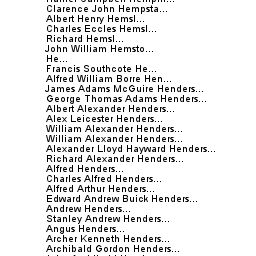 Clarence John Hempsta...
Albert Henry Hemsl...
Charles Eccles Hemsl...
Richard Hemsl...
John William Hemsto...
He...
Francis Southcote He...
Alfred William Borre Hen...
James Adams McGuire Henders...
George Thomas Adams Henders...
Albert Alexander Henders...
Alex Leicester Henders...
William Alexander Henders...
William Alexander Henders...
Alexander Lloyd Hayward Henders...
Richard Alexander Henders...
Alfred Henders...
Charles Alfred Henders...
Alfred Arthur Henders...
Edward Andrew Buick Henders...
Andrew Henders...
Stanley Andrew Henders...
Angus Henders...
Archer Kenneth Henders...
Archibald Gordon Henders...